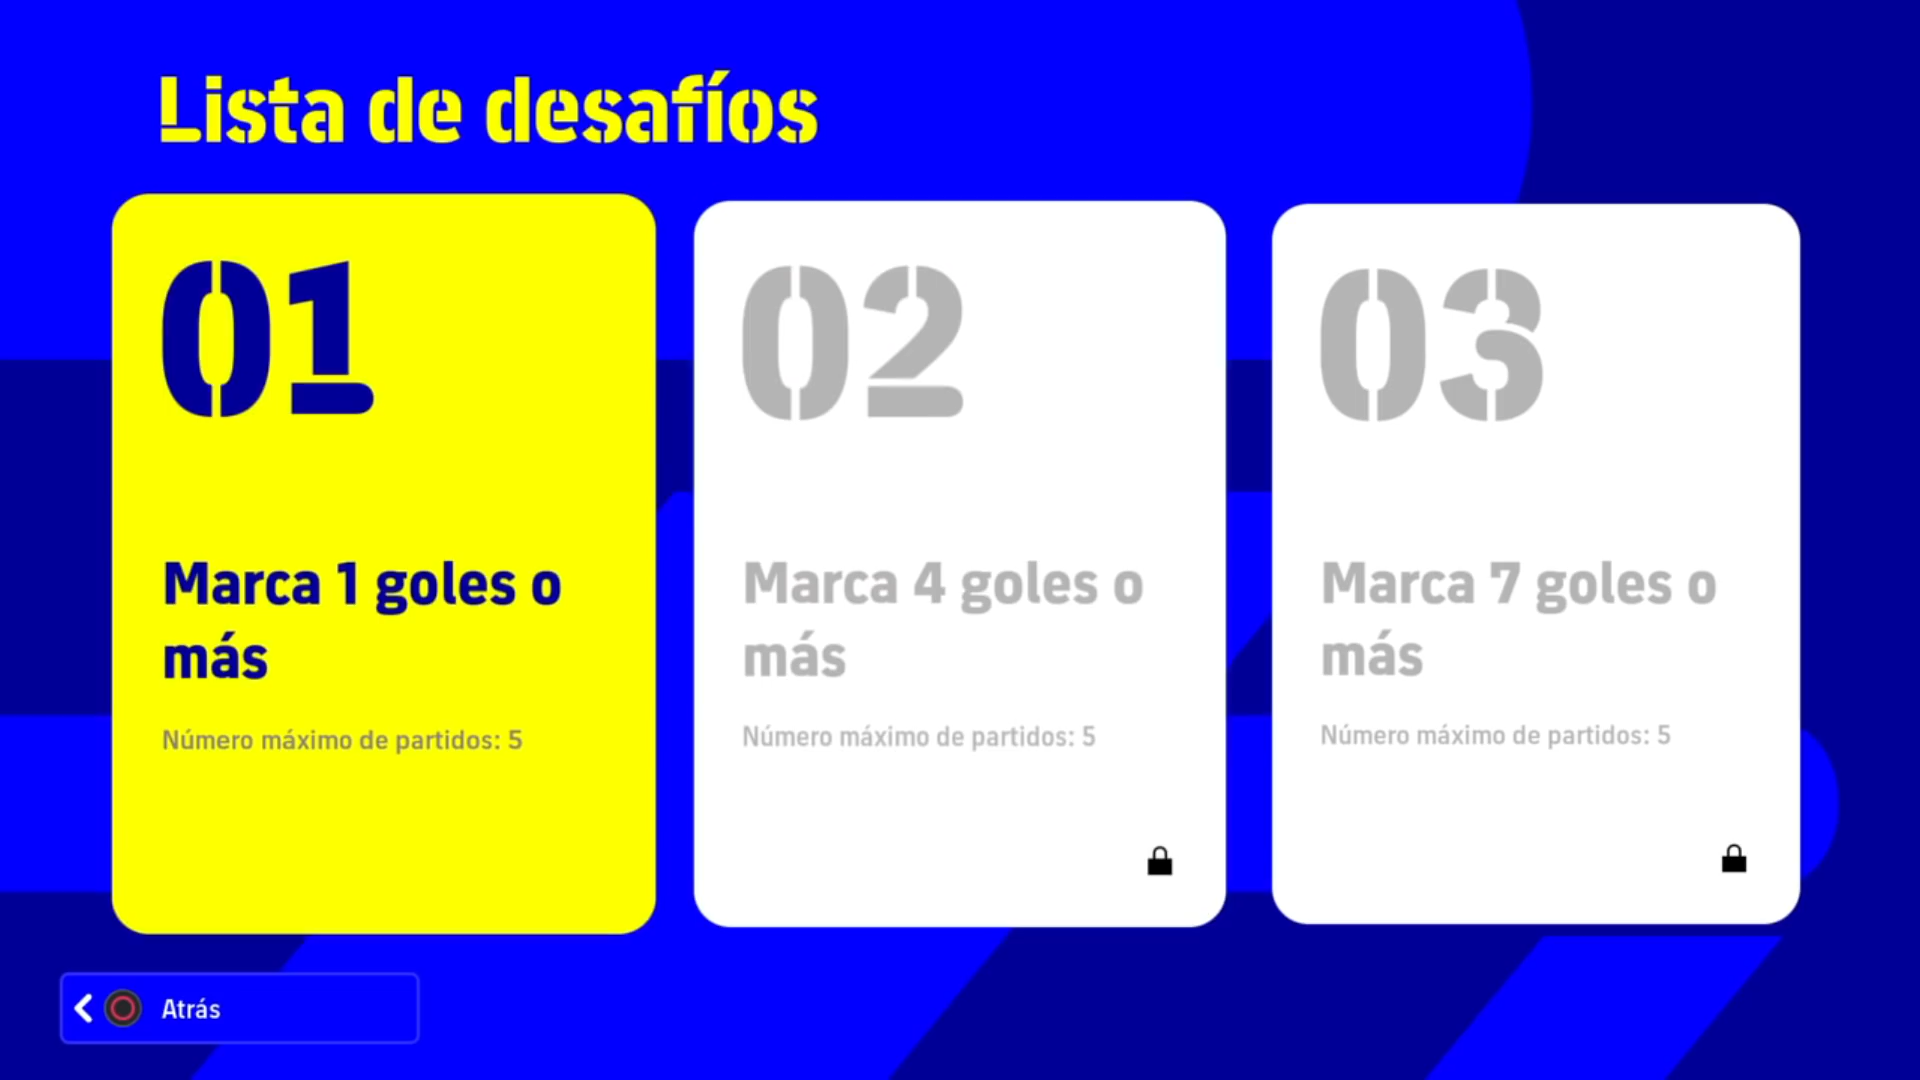 Lista de desafíos
01
Marca 1 goles o
más
Número máximo de partidos: 5
02
Marca 4 goles o
más
Número máximo de partidos: 5
03
Marca 7 goles o
más
Número máximo de partidos: 5
Atrás